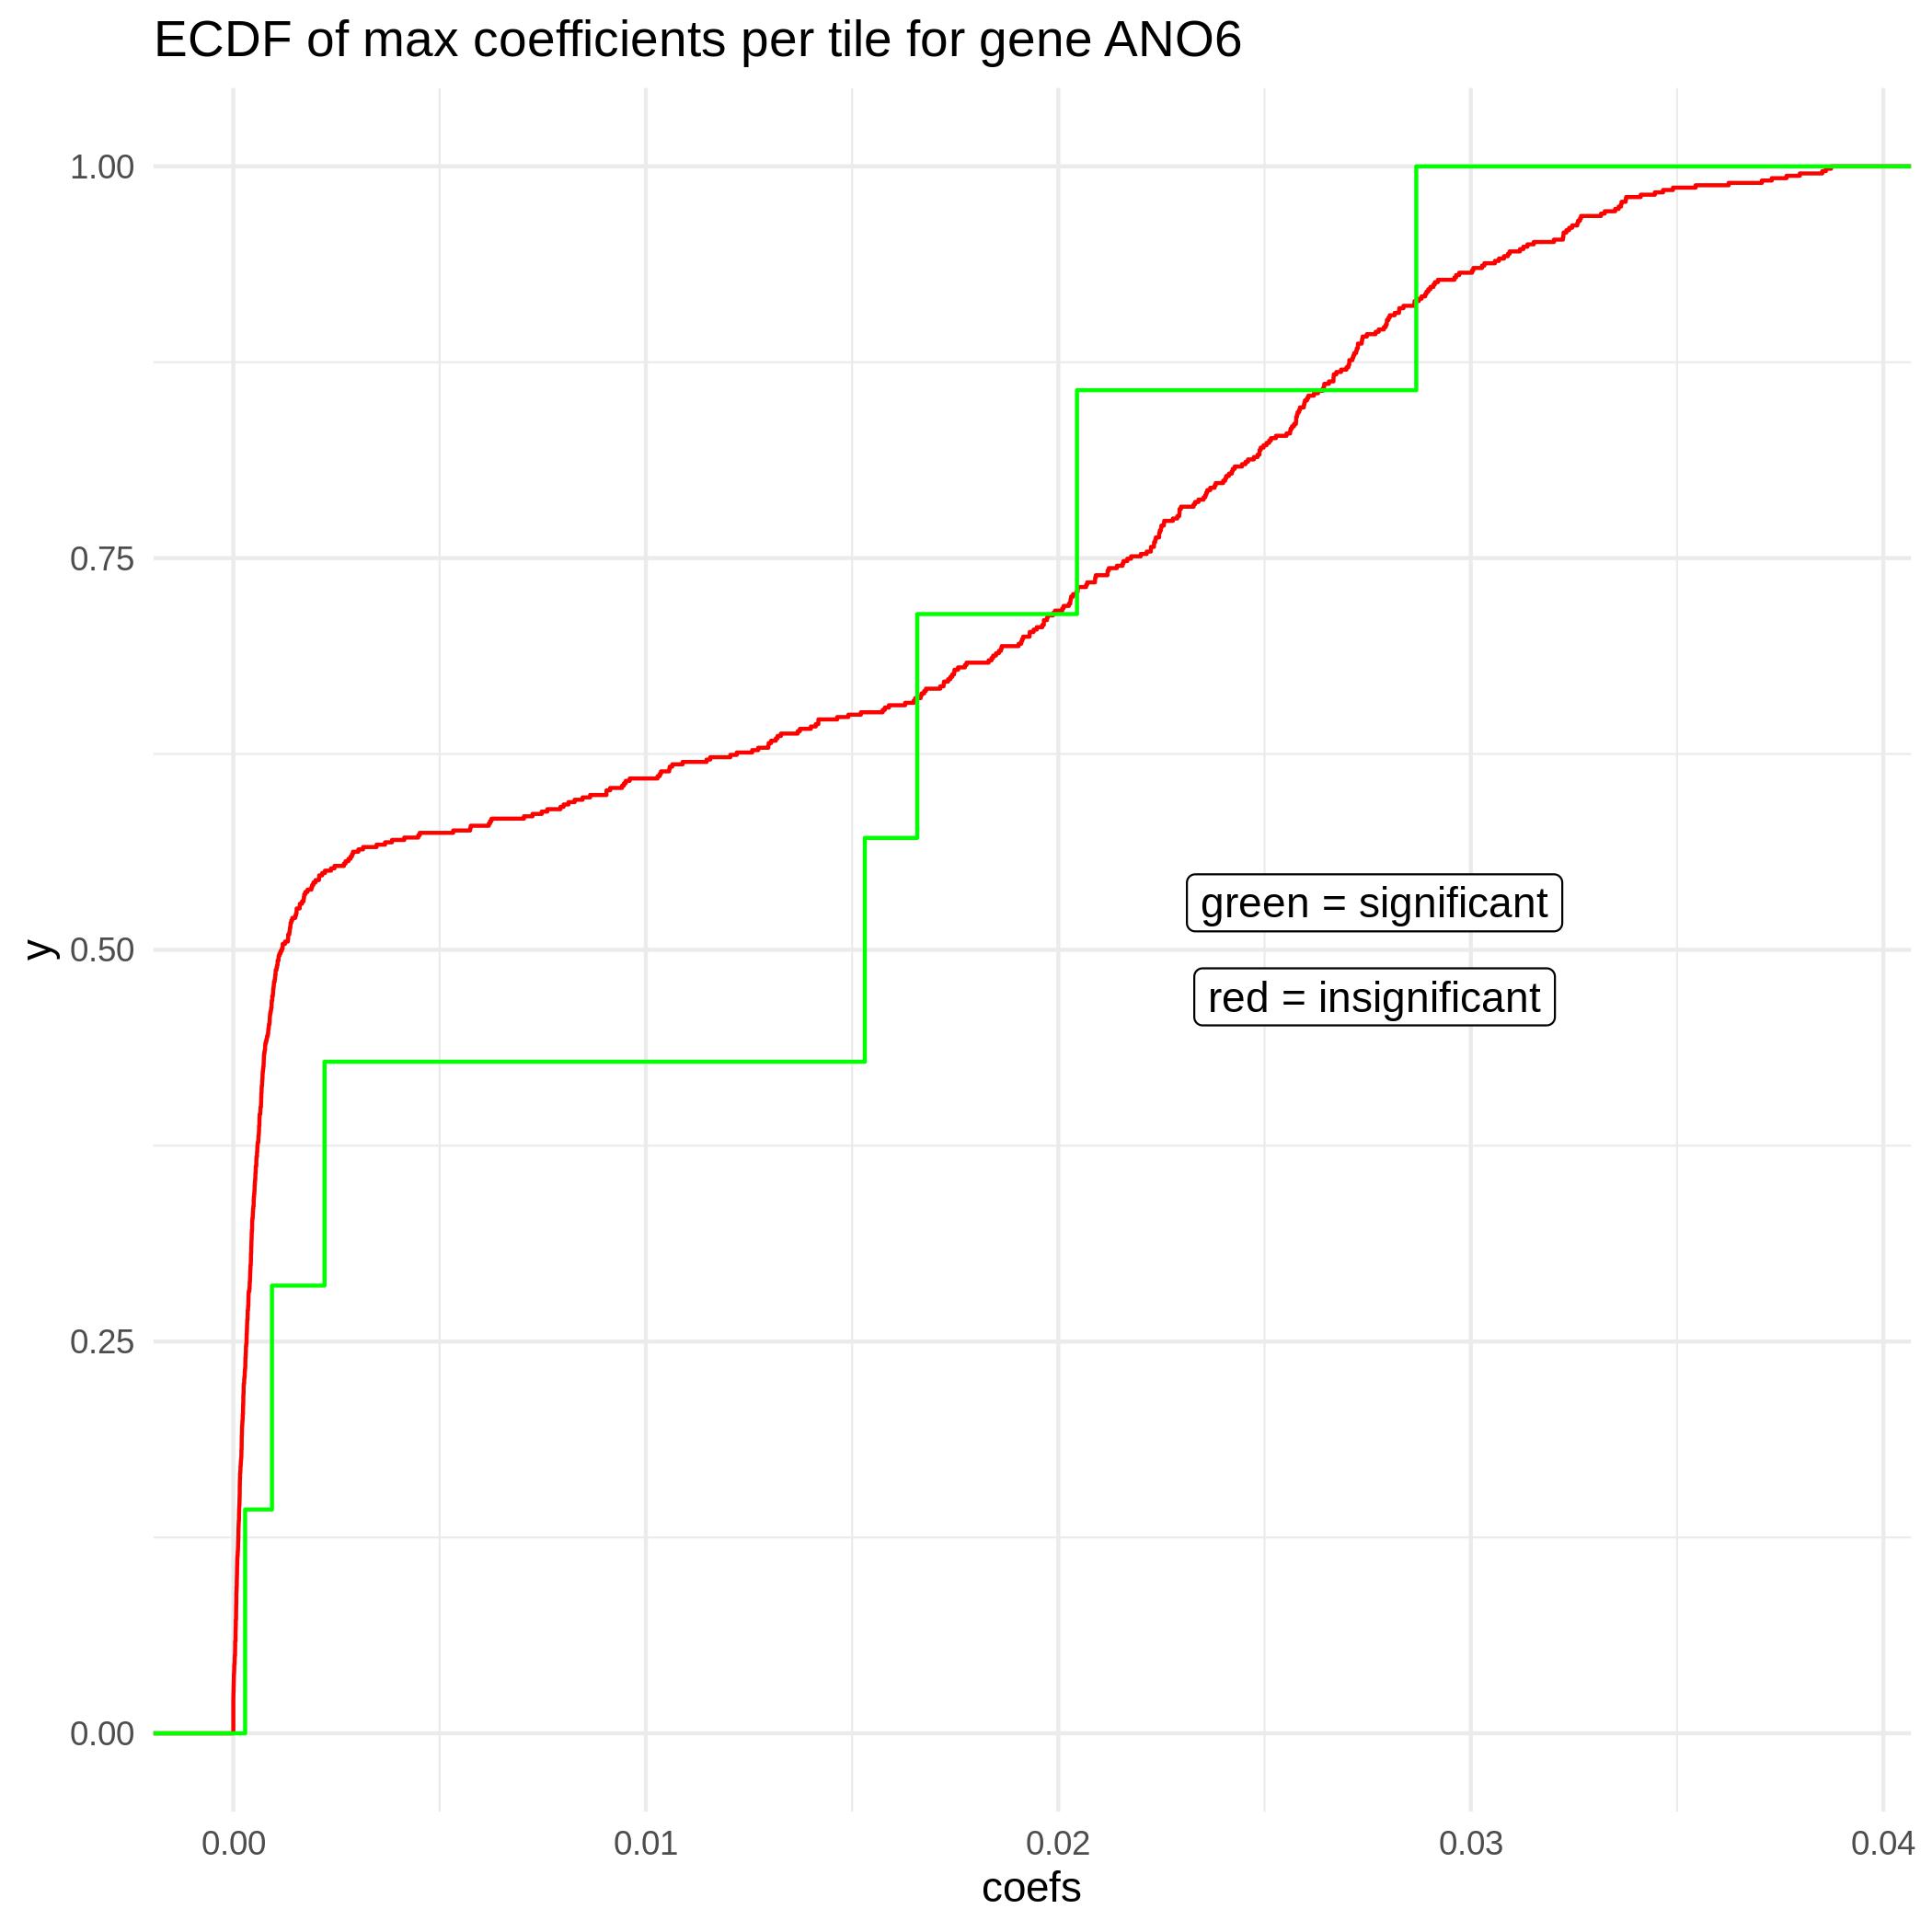 ECDF of max coefficients per tile for gene ANO6
1.00
0.75
0.50
0.25
0.00
y
green = significant
red = insignificant
0.00 0.01 0.02 0.03 0.04
coefs